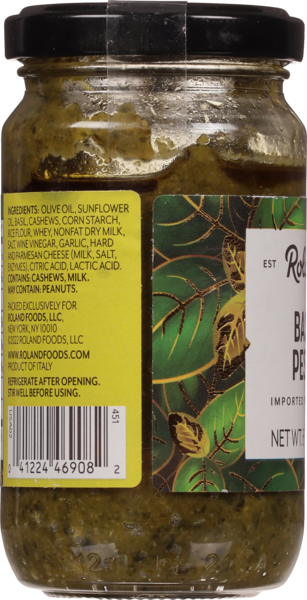 INGREDIENTS: OLIVE OIL, SUNFLOWER
OIL, BASIL, CASHEWS, CORN STARCH,
RICE FLOUR, WHEY, NONFAT DRY MILK,
SALT, WINE VINEGAR, GARLIC, HARD
AND PARMESAN CHEESE (MILK, SALT,
ENZYMES), CITRIC ACID, LACTIC ACID.
CONTAINS: CASHEWS, MILK.
MAY CONTAIN: PEANUTS.
PACKED EXCLUSIVELY FOR
ROLAND FOODS, LLC,
NEW YORK, NY 10010
©2022 ROLAND FOODS, LLC
WWW.ROLANDFOODS.COM
PRODUCT OF ITALY
REFRIGERATE AFTER OPENING.
STIR WELL BEFORE USING.
451
USA02
0 41224 46908 2
EST
Rol
BA
PE
IMPORTED
NET WT.